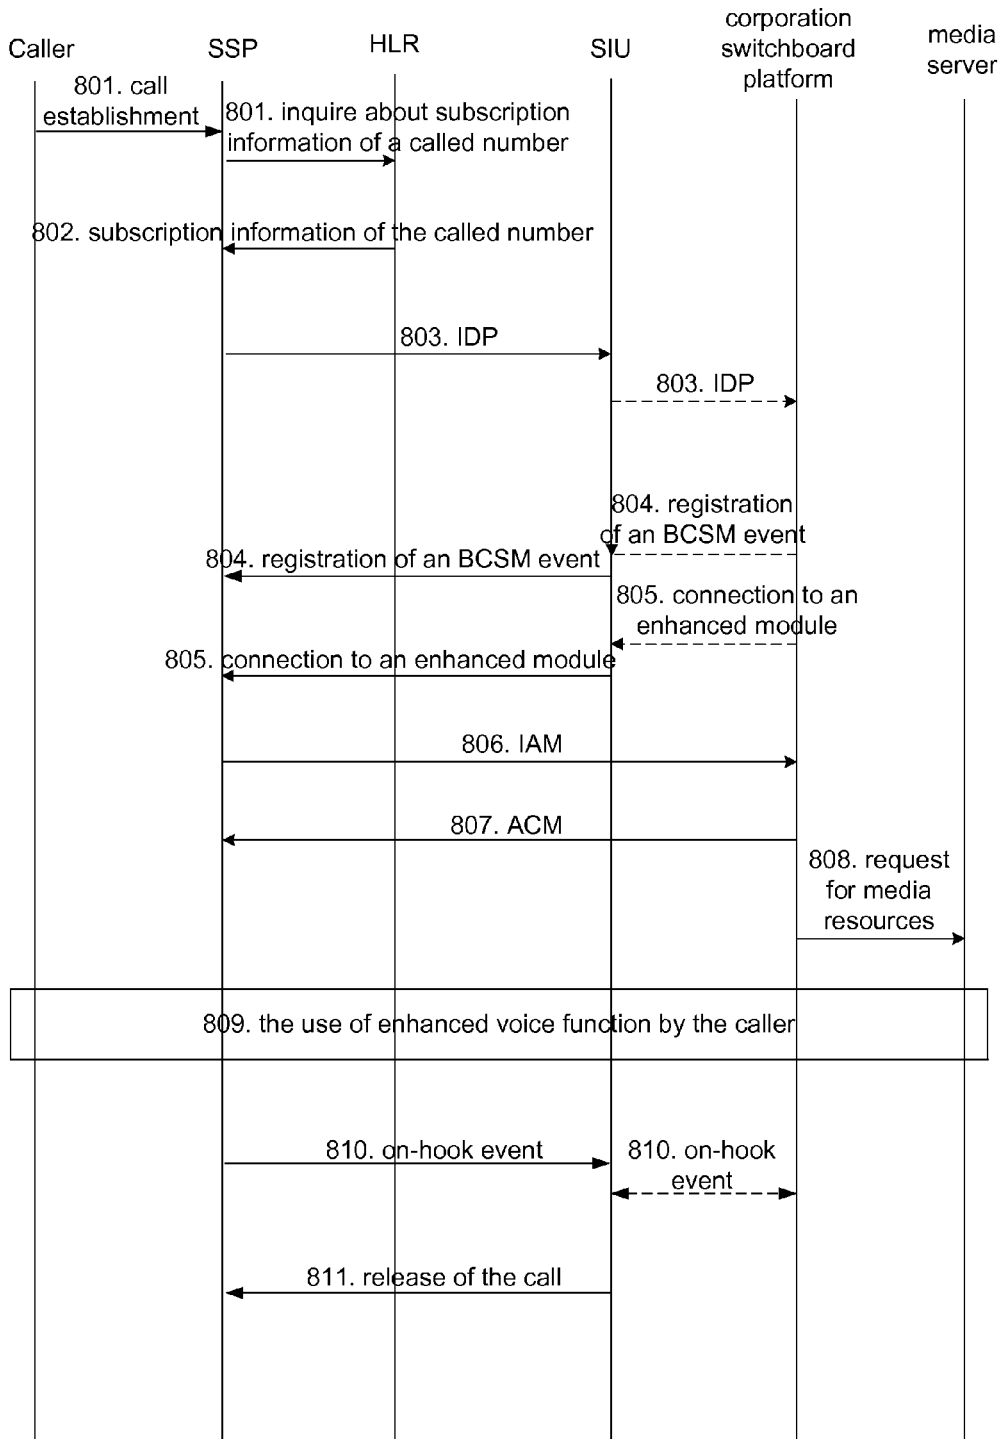 Caller
SSP
HLR
SIU
corporation
switchboard
platform
media
server
801. call
establishment
801. inquire about subscription
information of a called number
802. subscription information of the called number
803. IDP
803. IDP
804. registration
of an BCSM event
804. registration of an BCSM event
805. connection to an
enhanced module
805. connection to an enhanced module
806. IAM
807. ACM
808. request
for media
resources
809. the use of enhanced voice function by the caller
810. on-hook event
810. on-hook
event
811. release of the call